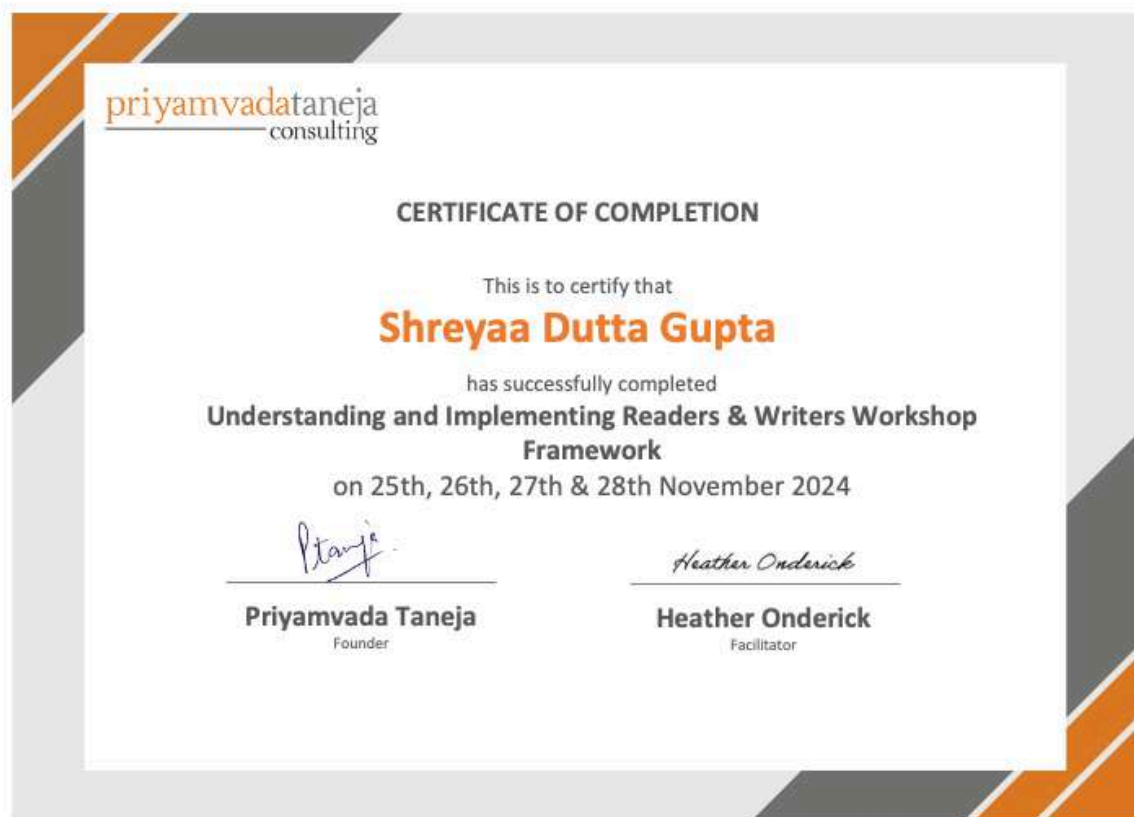 priyamvadataneja
consulting
CERTIFICATE OF COMPLETION
This is to certify that
Shreyaa Dutta Gupta
has successfully completed
Understanding and Implementing Readers & Writers Workshop
Framework
on 25th, 26th, 27th & 28th November 2024
Ptaneja.
Heather Onderick
Priyamvada Taneja
Founder
Heather Onderick
Facilitator